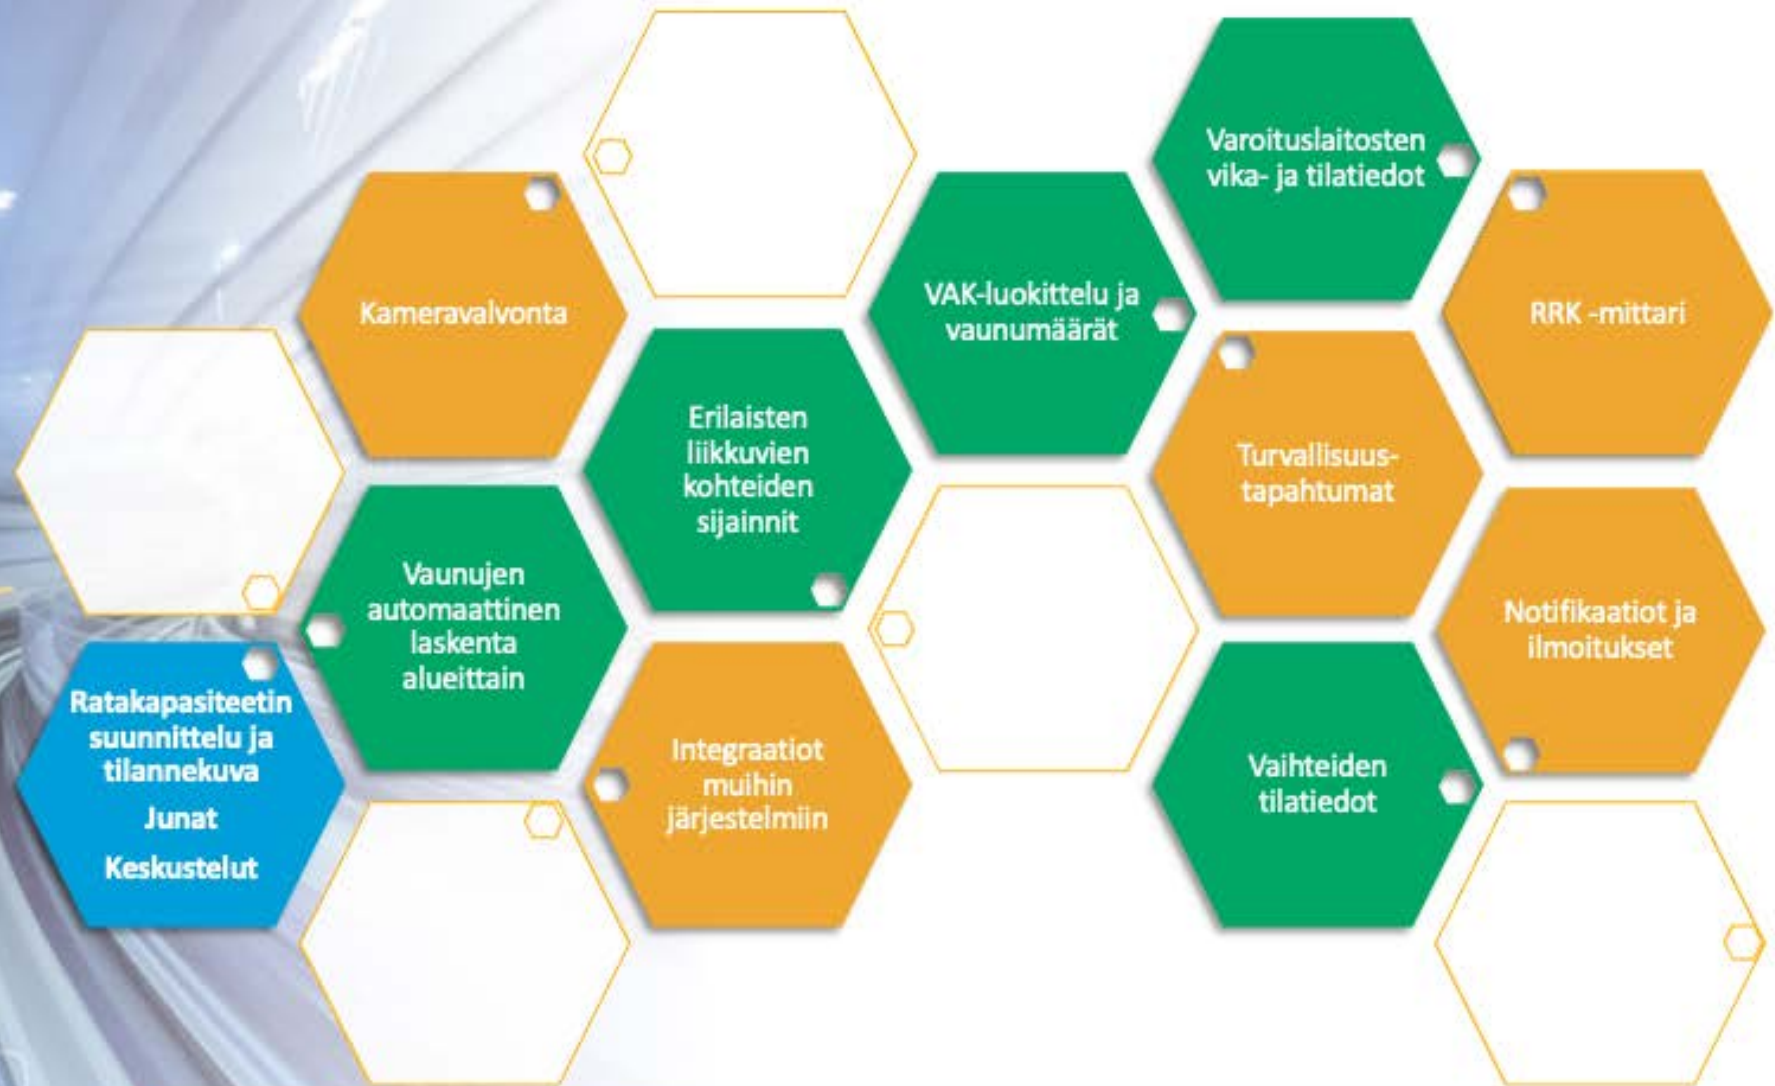 Varoituslaitosten
vika- ja tilatiedot
Kameravalvonta
VAK-luokittelu ja
vaunumäärät
RRK -mittari
Erilaisten
liikkuvien
kohteiden
sijainnit
Turvallisuus-
tapahtumat
Vaunujen
automaattinen
laskenta
alueittain
Notifikaatiot ja
ilmoitukset
Ratakapasiteetin
suunnittelu ja
tilannekuva
Junat
Keskustelut
Integraatiot
muihin
järjestelmiin
Vaihteiden
tilatiedot